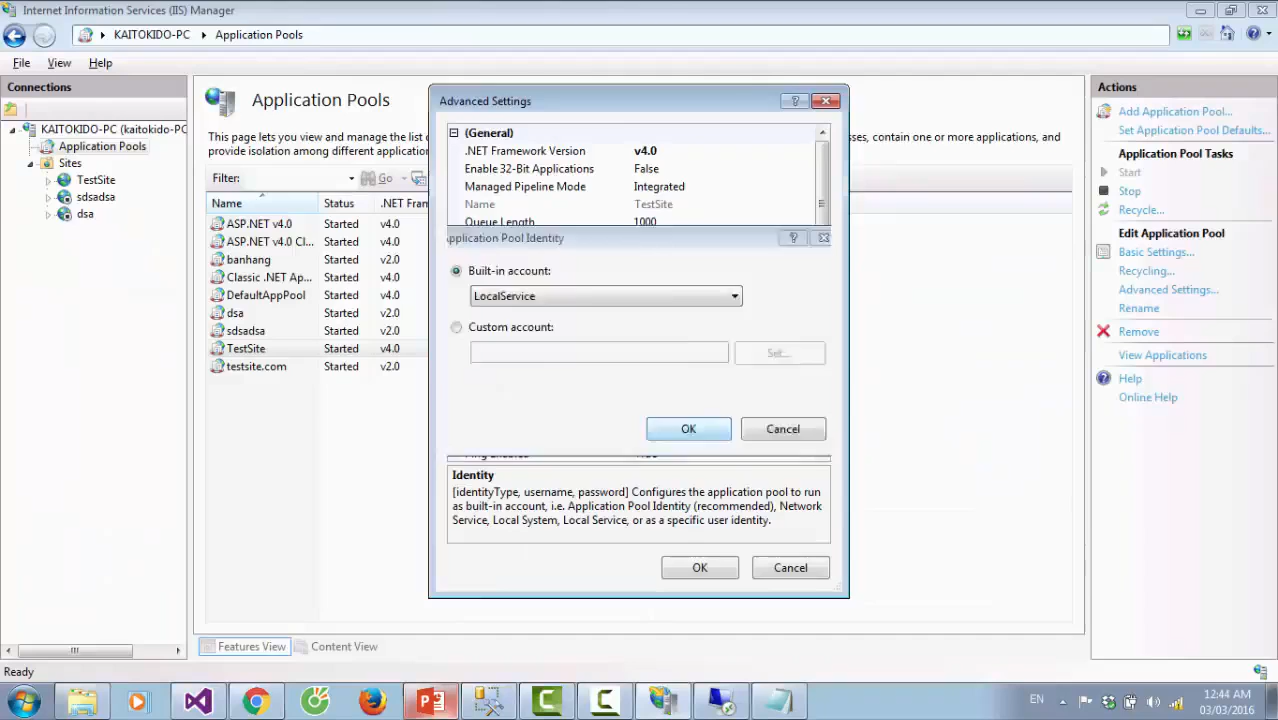 Internet Information Services (IIS) Manager
KAITOKIDO-PC
Application Pools
File View Help
Connections
KAITOKIDO-PC (kaitokido-PC
Application Pools
Sites
TestSite
sdsadsa
dsa
Application Pools
This page lets you view and manage the list
esses, contain one or more applications, and
provide isolation among different application
Filter:
Go
Name Status .NET Fram
ASP.NET v4.0 Started v4.0
ASP.NET v4.0 Cl... Started v4.0
banhang Started v2.0
Classic .NET Ap... Started v4.0
DefaultAppPool Started v4.0
dsa Started v2.0
sdsadsa Started v2.0
TestSite Started v4.0
testsite.com Started v2.0
Features View Content View
Ready
Advanced Settings
(General)
.NET Framework Version v4.0
Enable 32-Bit Applications False
Managed Pipeline Mode Integrated
Name TestSite
Queue Length 1000
pplication Pool Identity
Built-in account:
LocalService
Custom account:
Set...
OK Cancel
Identity
[identityType, username, password] Configures the application pool to run
as built-in account, i.e. Application Pool Identity (recommended), Network
Service, Local System, Local Service, or as a specific user identity.
OK Cancel
Actions
Add Application Pool...
Set Application Pool Defaults...
Application Pool Tasks
Start
Stop
Recycle...
Edit Application Pool
Basic Settings...
Recycling...
Advanced Settings...
Rename
Remove
View Applications
Help
Online Help
EN
12:44 AM
03/03/2016